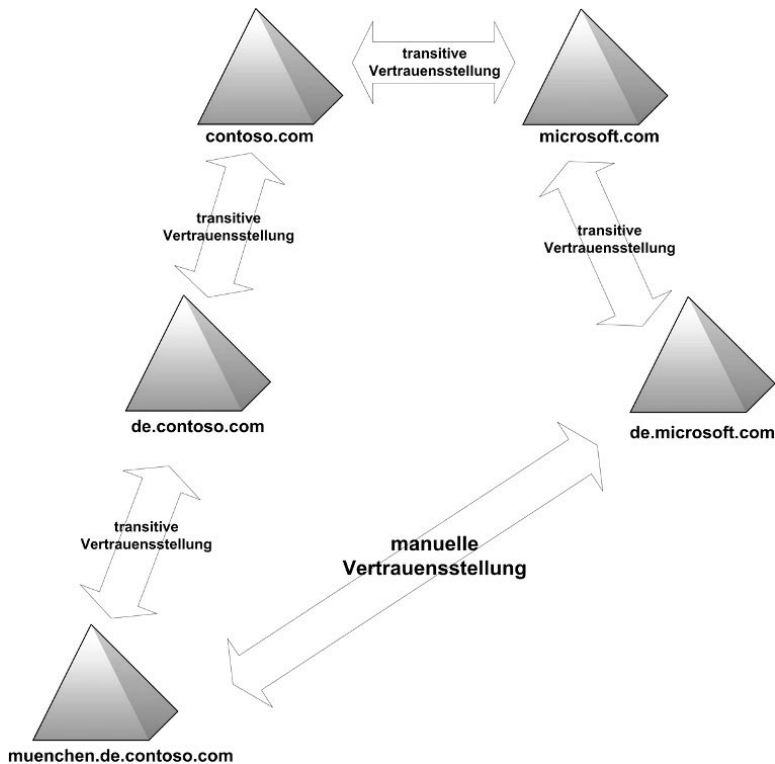 transitive
Vertrauensstellung
contoso.com
microsoft.com
transitive
Vertrauensstellung
transitive
Vertrauensstellung
de.contoso.com
de.microsoft.com
transitive
Vertrauensstellung
manuelle
Vertrauensstellung
muenchen.de.contoso.com